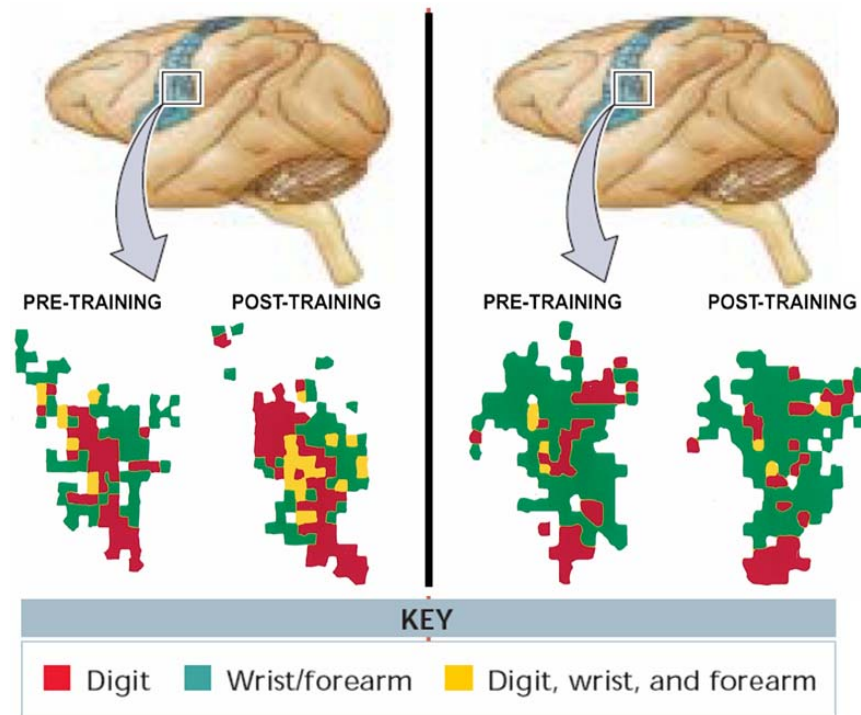 PRE-TRAINING POST-TRAINING PRE-TRAINING POST-TRAINING
KEY
Digit Wrist/forearm Digit, wrist, and forearm